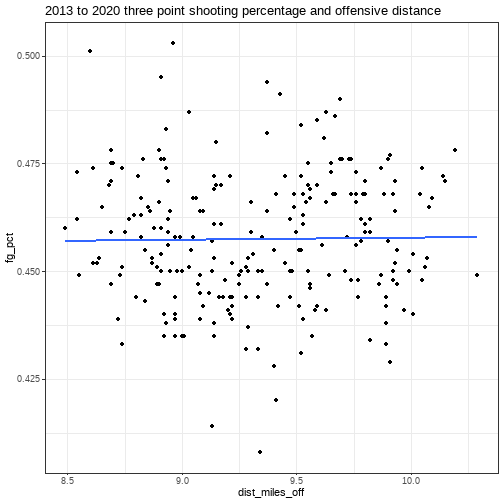 2013 to 2020 three point shooting percentage and offensive distance
0.500
0.475
0.450
0.425
fg_pct
8.5 9.0 9.5 10.0
dist_miles_off